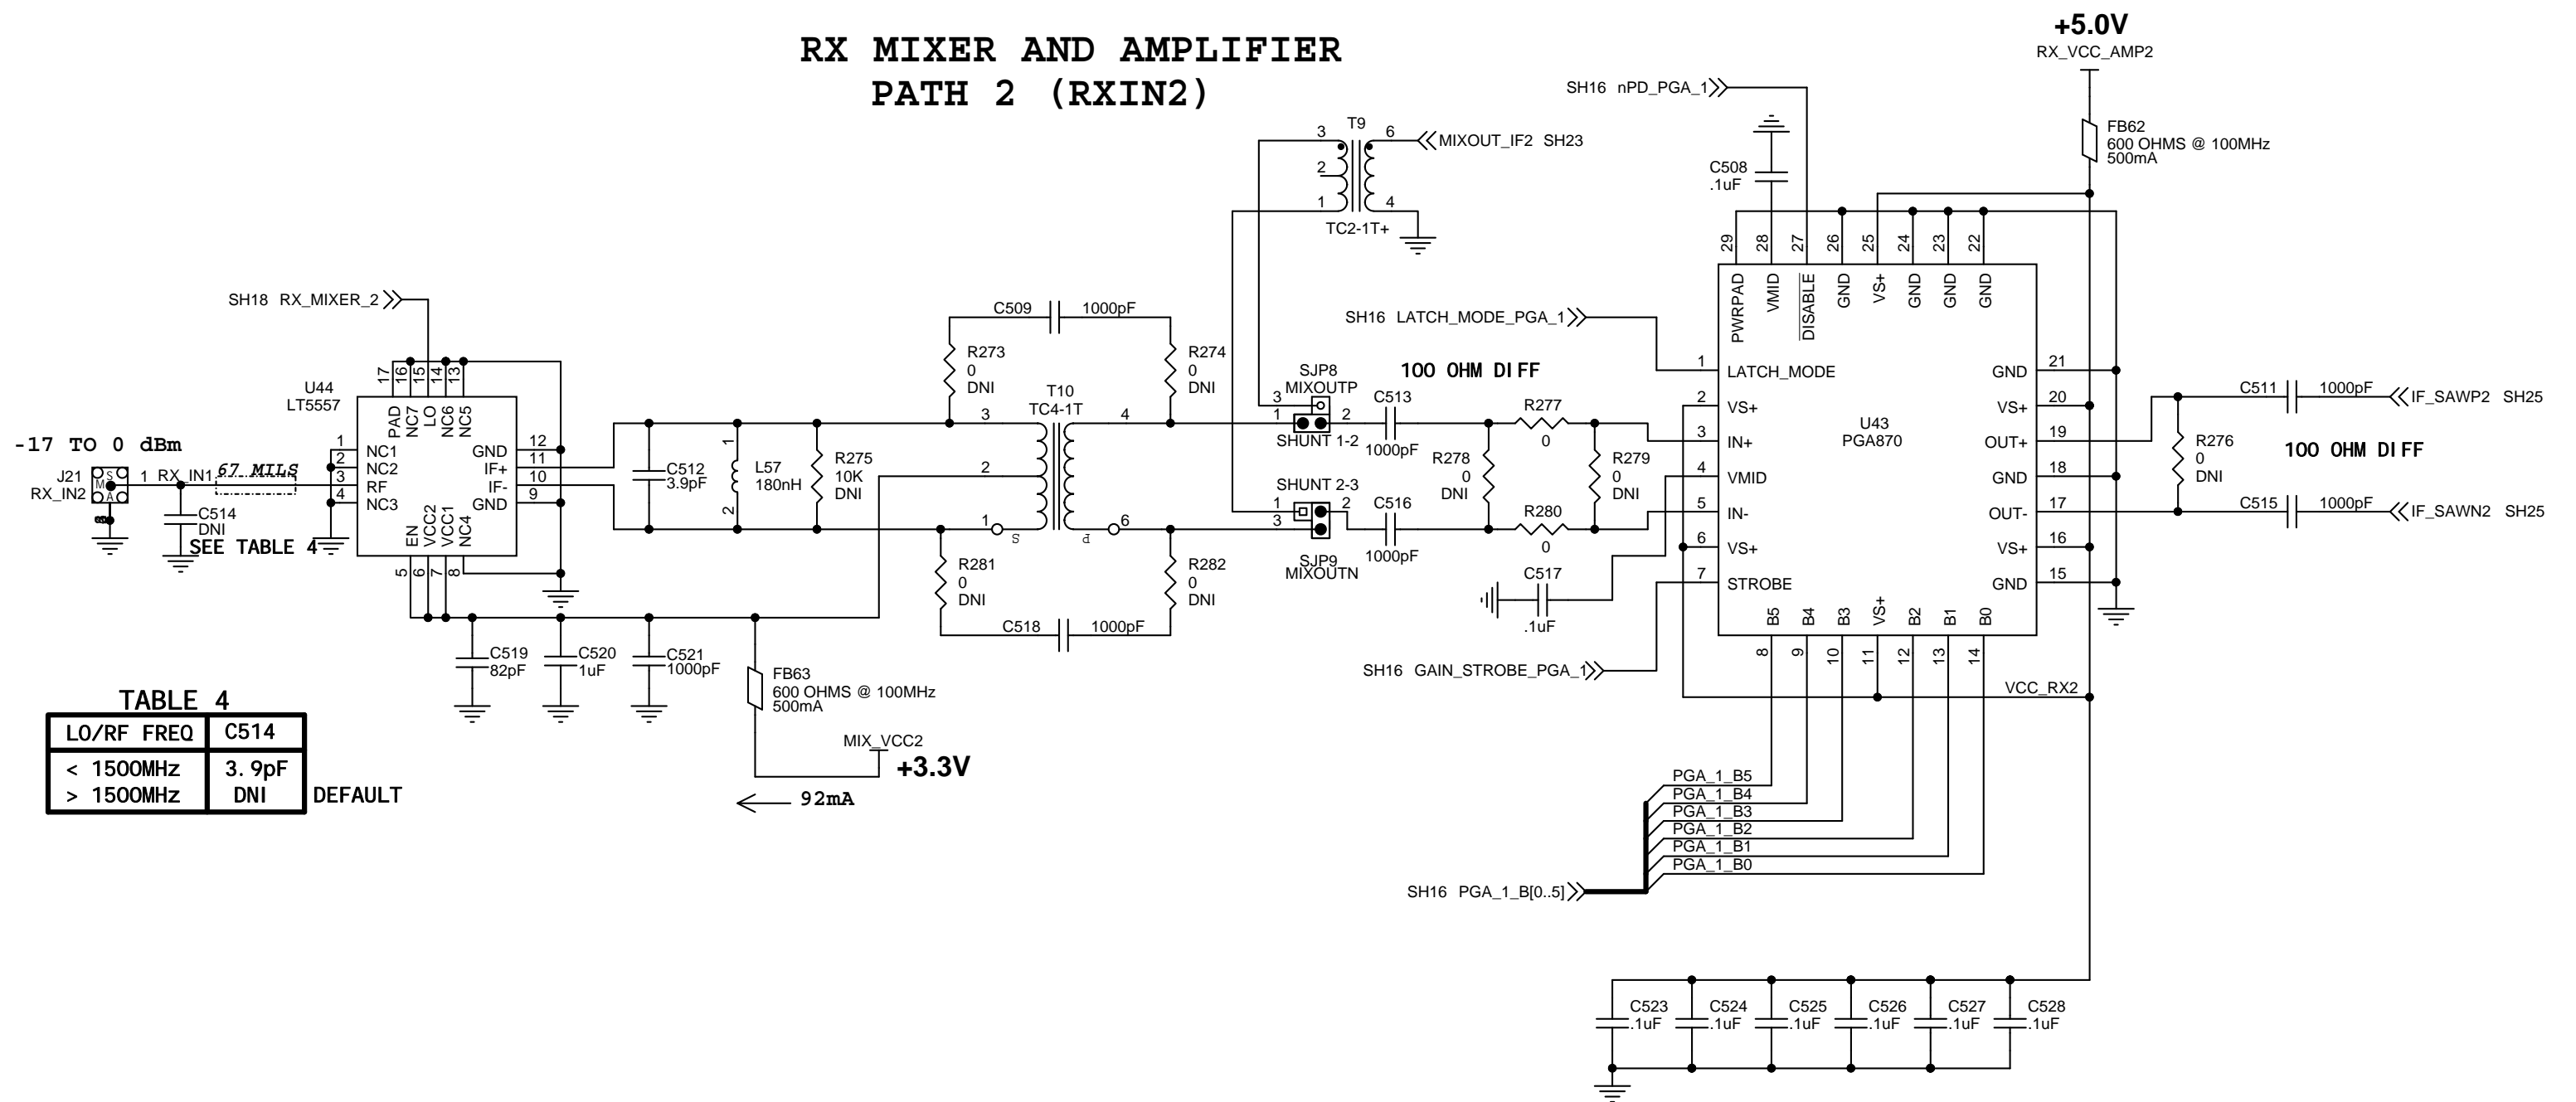 RX MIXER AND AMPLIFIER
PATH 2 (RXIN2)
+5.0V
RX_VCC_AMP2
FB62
600 OHMS @ 100MHz
500mA
SH16 nPD_PGA_1
T9
3
2
1
6
4
MIXOUT_IF2 SH23
TC2-1T+
C508
.1uF
SH18 RX_MIXER_2
U44
LT5557
17
16
15
14
13
PAD
NC7
LO
NC6
NC5
1
2
3
4
NC1
NC2
RF
NC3
GND
IF+
IF-
GND
12
11
10
9
EN
VCC2
VCC1
NC4
5
6
7
8
-17 TO 0 dBm
J21
RX_IN2
S
M
A
1
RX_IN1
67 MILS
C514
DNI
SEE TABLE 4
C519
82pF
C520
1uF
C521
1000pF
FB63
600 OHMS @ 100MHz
500mA
MIX_VCC2
+3.3V
92mA
C512
3.9pF
1
L57
180nH
2
R275
10K
DNI
C509
1000pF
R273
0
DNI
R274
0
DNI
T10
TC4-1T
3
2
1
4
6
S
P
R281
0
DNI
R282
0
DNI
C518
1000pF
SJP8
MIXOUTP
3
1
2
SHUNT 1-2
SHUNT 2-3
1
3
2
SJP9
MIXOUTN
100 OHM DIFF
C513
1000pF
C516
1000pF
R278
0
DNI
R277
0
R279
0
DNI
R280
0
C517
.1uF
SH16 LATCH_MODE_PGA_1
SH16 GAIN_STROBE_PGA_1
29
28
27
26
25
24
23
22
PWRPAD
VMID
DISABLE
GND
VS+
GND
GND
GND
1
2
3
4
5
6
7
LATCH_MODE
VS+
IN+
VMID
IN-
VS+
STROBE
U43
PGA870
GND
VS+
OUT+
GND
OUT-
VS+
GND
21
20
19
18
17
16
15
B5
B4
B3
VS+
B2
B1
B0
8
9
10
11
12
13
14
VCC_RX2
C511
1000pF
IF_SAWP2 SH25
R276
0
DNI
100 OHM DIFF
C515
1000pF
IF_SAWN2 SH25
PGA_1_B5
PGA_1_B4
PGA_1_B3
PGA_1_B2
PGA_1_B1
PGA_1_B0
SH16 PGA_1_B[0..5]
TABLE 4
LO/RF FREQ C514
< 1500MHz 3.9pF
> 1500MHz DNI DEFAULT
C523
.1uF
C524
.1uF
C525
.1uF
C526
.1uF
C527
.1uF
C528
.1uF